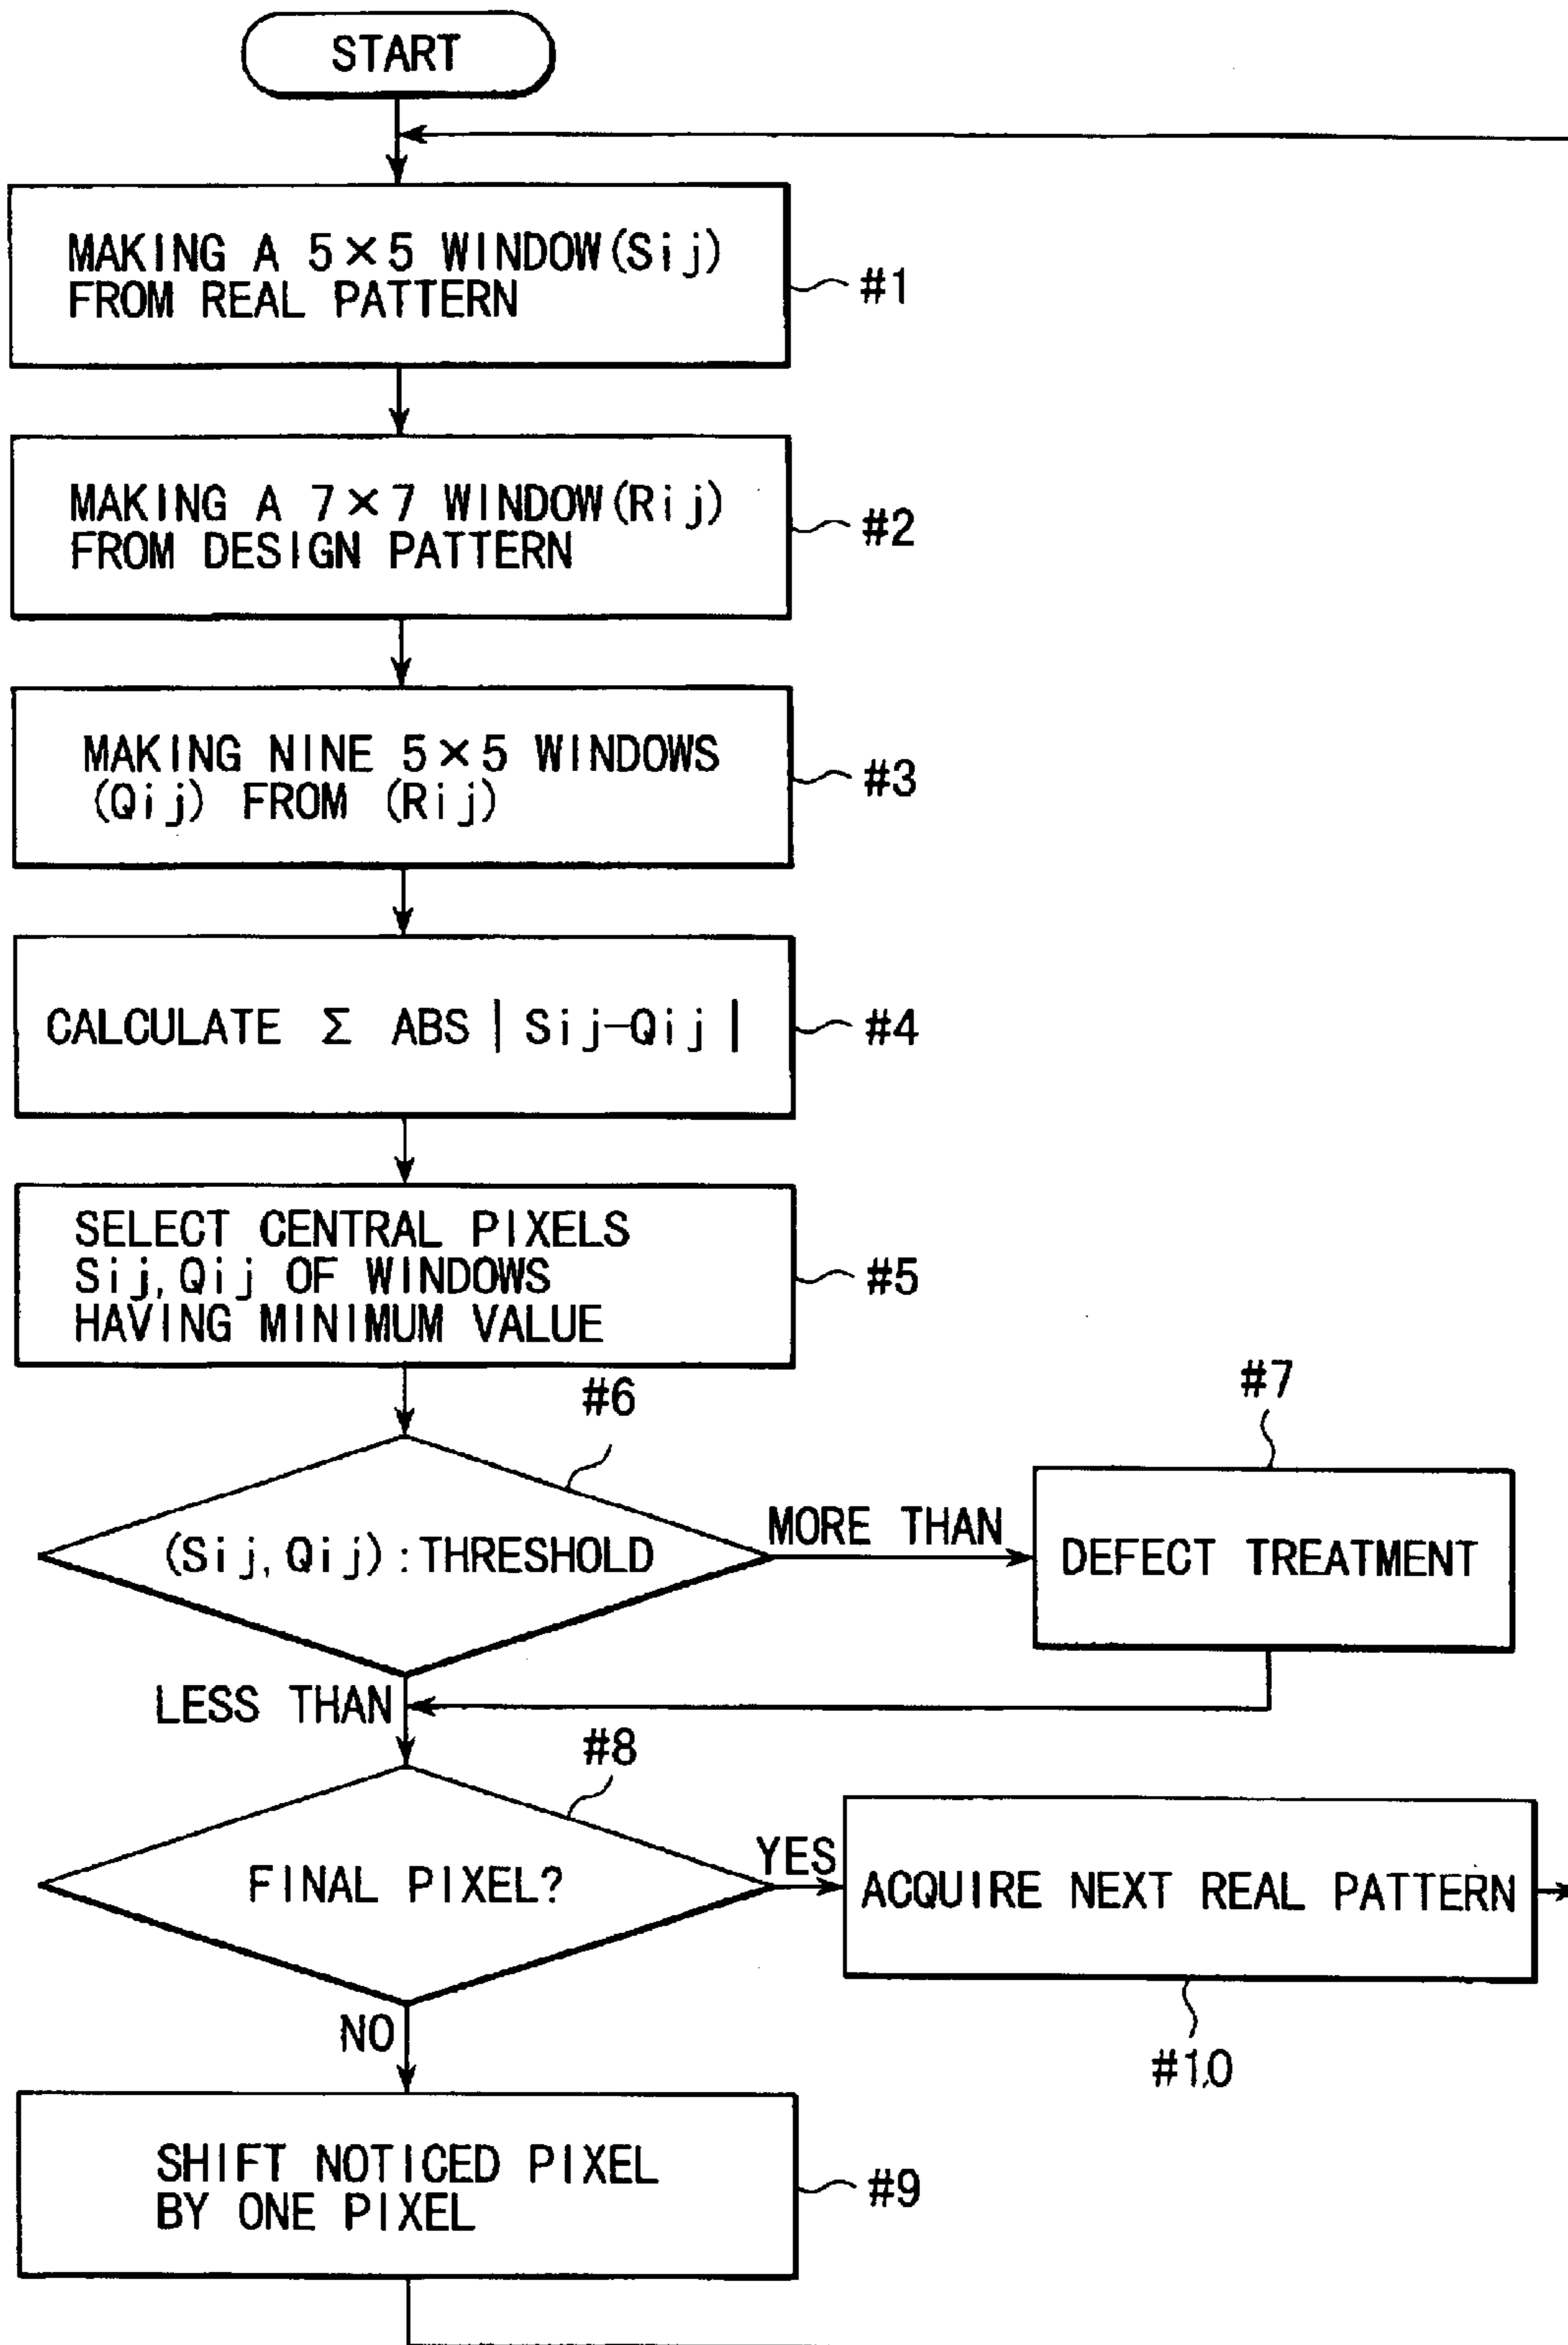 START
MAKING A 5×5 WINDOW(Sij)
FROM REAL PATTERN
#1
MAKING A 7×7 WINDOW(Rij)
FROM DESIGN PATTERN
#2
MAKING NINE 5×5 WINDOWS
(Qij) FROM (Rij)
#3
CALCULATE Σ ABS|Sij-Qij|
#4
SELECT CENTRAL PIXELS
Sij,Qij OF WINDOWS
HAVING MINIMUM VALUE
#5
#6
#7
(Sij,Qij):THRESHOLD
MORE THAN
DEFECT TREATMENT
LESS THAN
#8
FINAL PIXEL?
YES
ACQUIRE NEXT REAL PATTERN
NO
#10
SHIFT NOTICED PIXEL
BY ONE PIXEL
#9